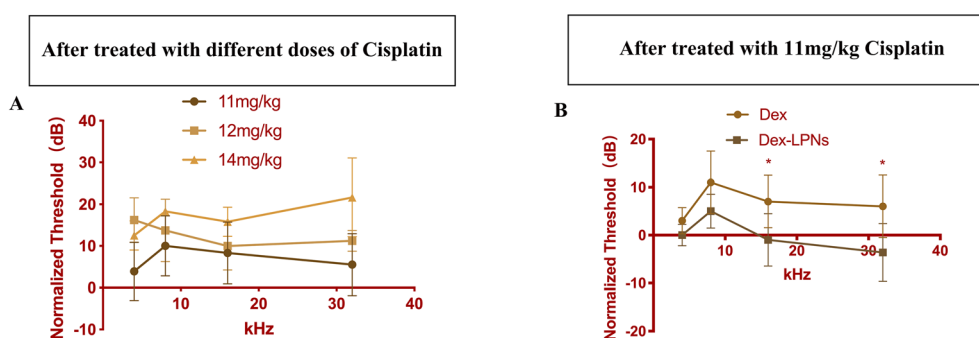 After treated with different doses of Cisplatin
After treated with 11mg/kg Cisplatin
A
11mg/kg
12mg/kg
14mg/kg
Normalized Threshold (dB)
40
30
20
10
0
-10
10
20
30
40
kHz
B
Dex
Dex-LPNs
Normalized Threshold (dB)
20
10
0
-10
-20
* *
10
20
30
40
kHz